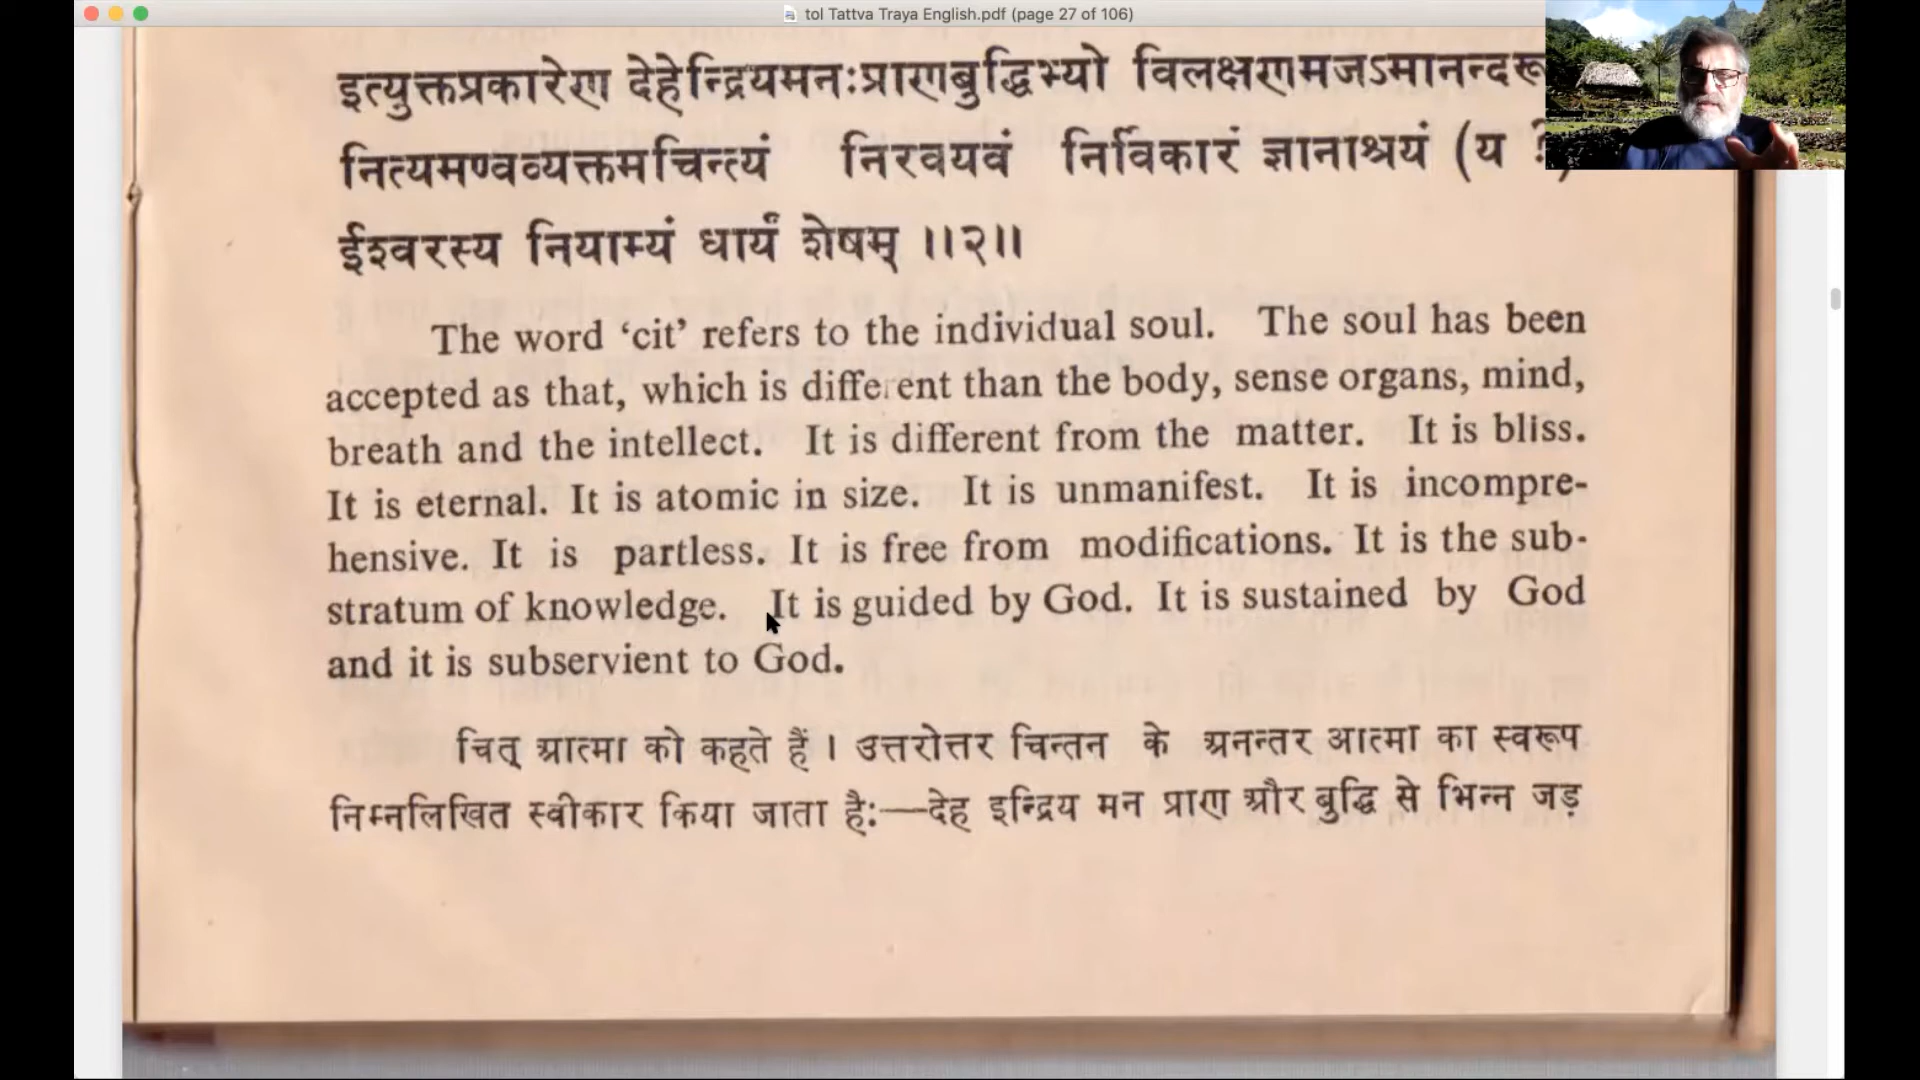 tol Tattva Traya English.pdf (page 27 of 106)
इत्युक्तप्रकारेण देहेन्द्रियमनःप्राणबुद्धिभ्यो विलक्षणमजऽमानन्दरू
नित्यमण्वव्यक्तमचिन्त्यं निरवयवं निर्विकारं ज्ञानाश्रयं (य ?
ईश्वरस्य नियाम्यं धार्यं शेषम् ॥२॥
The word ‘cit’ refers to the individual soul. The soul has been
accepted as that, which is different than the body, sense organs, mind,
breath and the intellect. It is different from the matter. It is bliss.
It is eternal. It is atomic in size. It is unmanifest. It is incompre-
hensive. It is partless. It is free from modifications. It is the sub-
stratum of knowledge. It is guided by God. It is sustained by God
and it is subservient to God.
चित् आत्मा को कहते हैं । उत्तरोत्तर चिन्तन के अनन्तर आत्मा का स्वरूप
निम्नलिखित स्वीकार किया जाता है:—देह इन्द्रिय मन प्राण और बुद्धि से भिन्न जड़